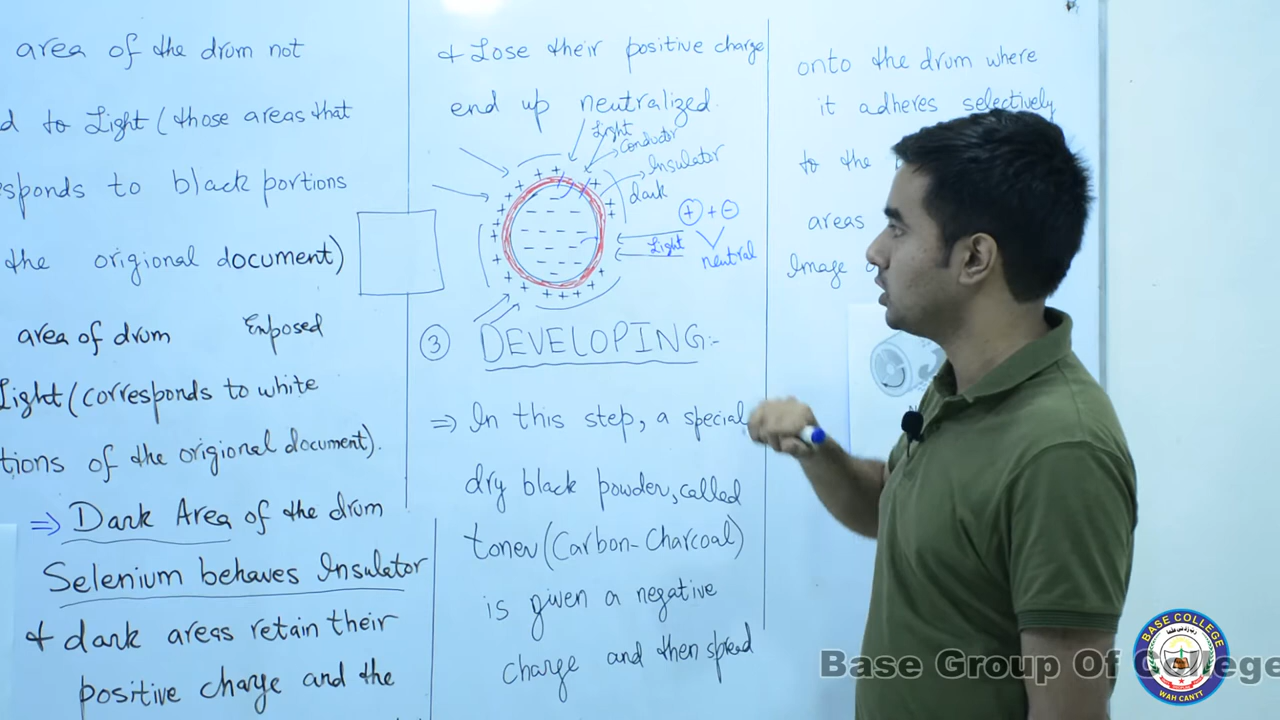 area of the drum not
d to Light (those areas that
sponds to black portions
the origional document)
area of drum Exposed
Light (corresponds to white
tions of the origional document).
⇒ Dark Area of the drum
Selenium behaves Insulator
& dark areas retain their
positive charge and the
& Lose their positive charge
end up neutralized.
Light
Conductor
Insulator
dark
+ + -
Light
neutral
③ DEVELOPING:-
⇒ In this step, a special
dry black powder, called
toner (Carbon-Charcoal)
is given a negative
charge and then spread
onto the drum where
it adheres selectively
to the
areas
Image
Base Group Of College
BASE COLLEGE
WAH CANTT